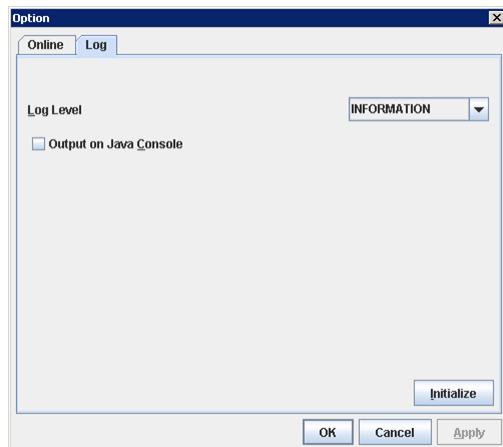 Option
Online Log
Log Level INFORMATION
Output on Java Console
Initialize
OK Cancel Apply